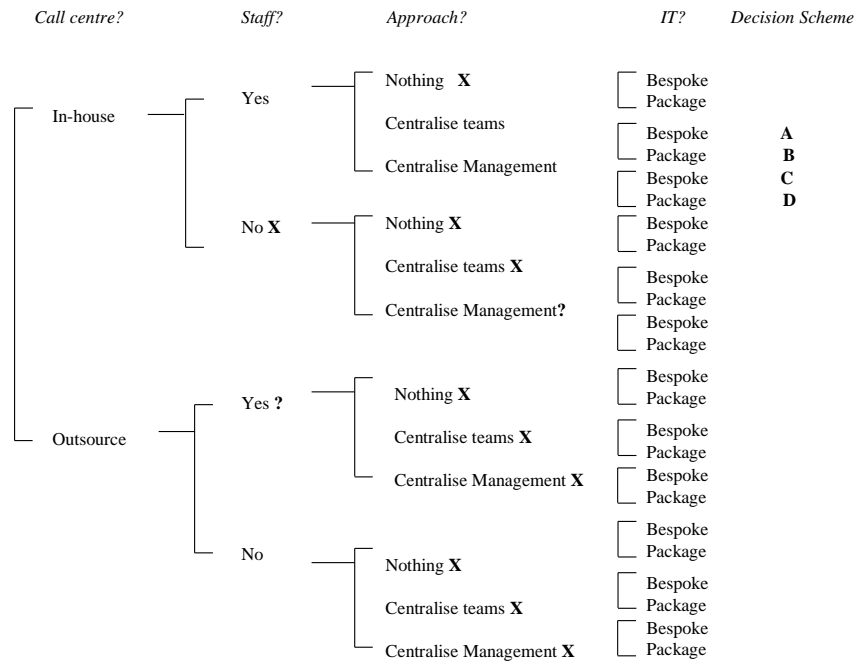 Call centre? Staff? Approach? IT? Decision Scheme
Nothing X Bespoke
Yes Package
In-house
Centralise teams Bespoke A
Package B
Centralise Management Bespoke C
Package D
No X Nothing X Bespoke
Package
Centralise teams X Bespoke
Package
Centralise Management? Bespoke
Package
Yes ? Nothing X Bespoke
Package
Outsource Centralise teams X Bespoke
Package
Centralise Management X Bespoke
Package
No Nothing X Bespoke
Package
Centralise teams X Bespoke
Package
Centralise Management X Bespoke
Package